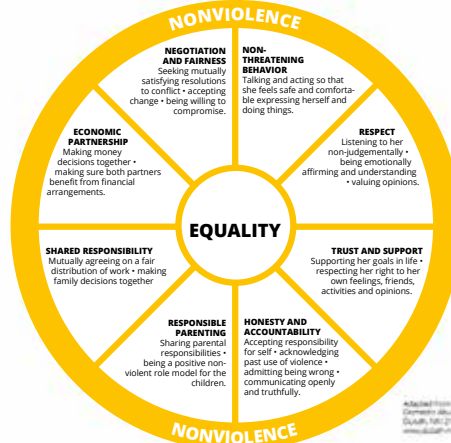 NONVIOLENCE
NEGOTIATION
AND FAIRNESS
Seeking mutually
satisfying resolutions
to conflict • accepting
change • being willing to
compromise.
NON-
THREATENING
BEHAVIOR
Talking and acting so that
she feels safe and comforta-
ble expressing herself and
doing things.
ECONOMIC
PARTNERSHIP
Making money
decisions together •
making sure both partners
benefit from financial
arrangements.
RESPECT
Listening to her
non-judgementally •
being emotionally
affirming and understanding
• valuing opinions.
EQUALITY
SHARED RESPONSIBILITY
Mutually agreeing on a fair
distribution of work • making
family decisions together
TRUST AND SUPPORT
Supporting her goals in life •
respecting her right to her
own feelings, friends,
activities and opinions.
RESPONSIBLE
PARENTING
Sharing parental
responsibilities •
being a positive non-
violent role model for the
children.
HONESTY AND
ACCOUNTABILITY
Accepting responsibility
for self • acknowledging
past use of violence •
admitting being wrong •
communicating openly
and truthfully.
NONVIOLENCE
Adapted from
Domestic
Duluth,